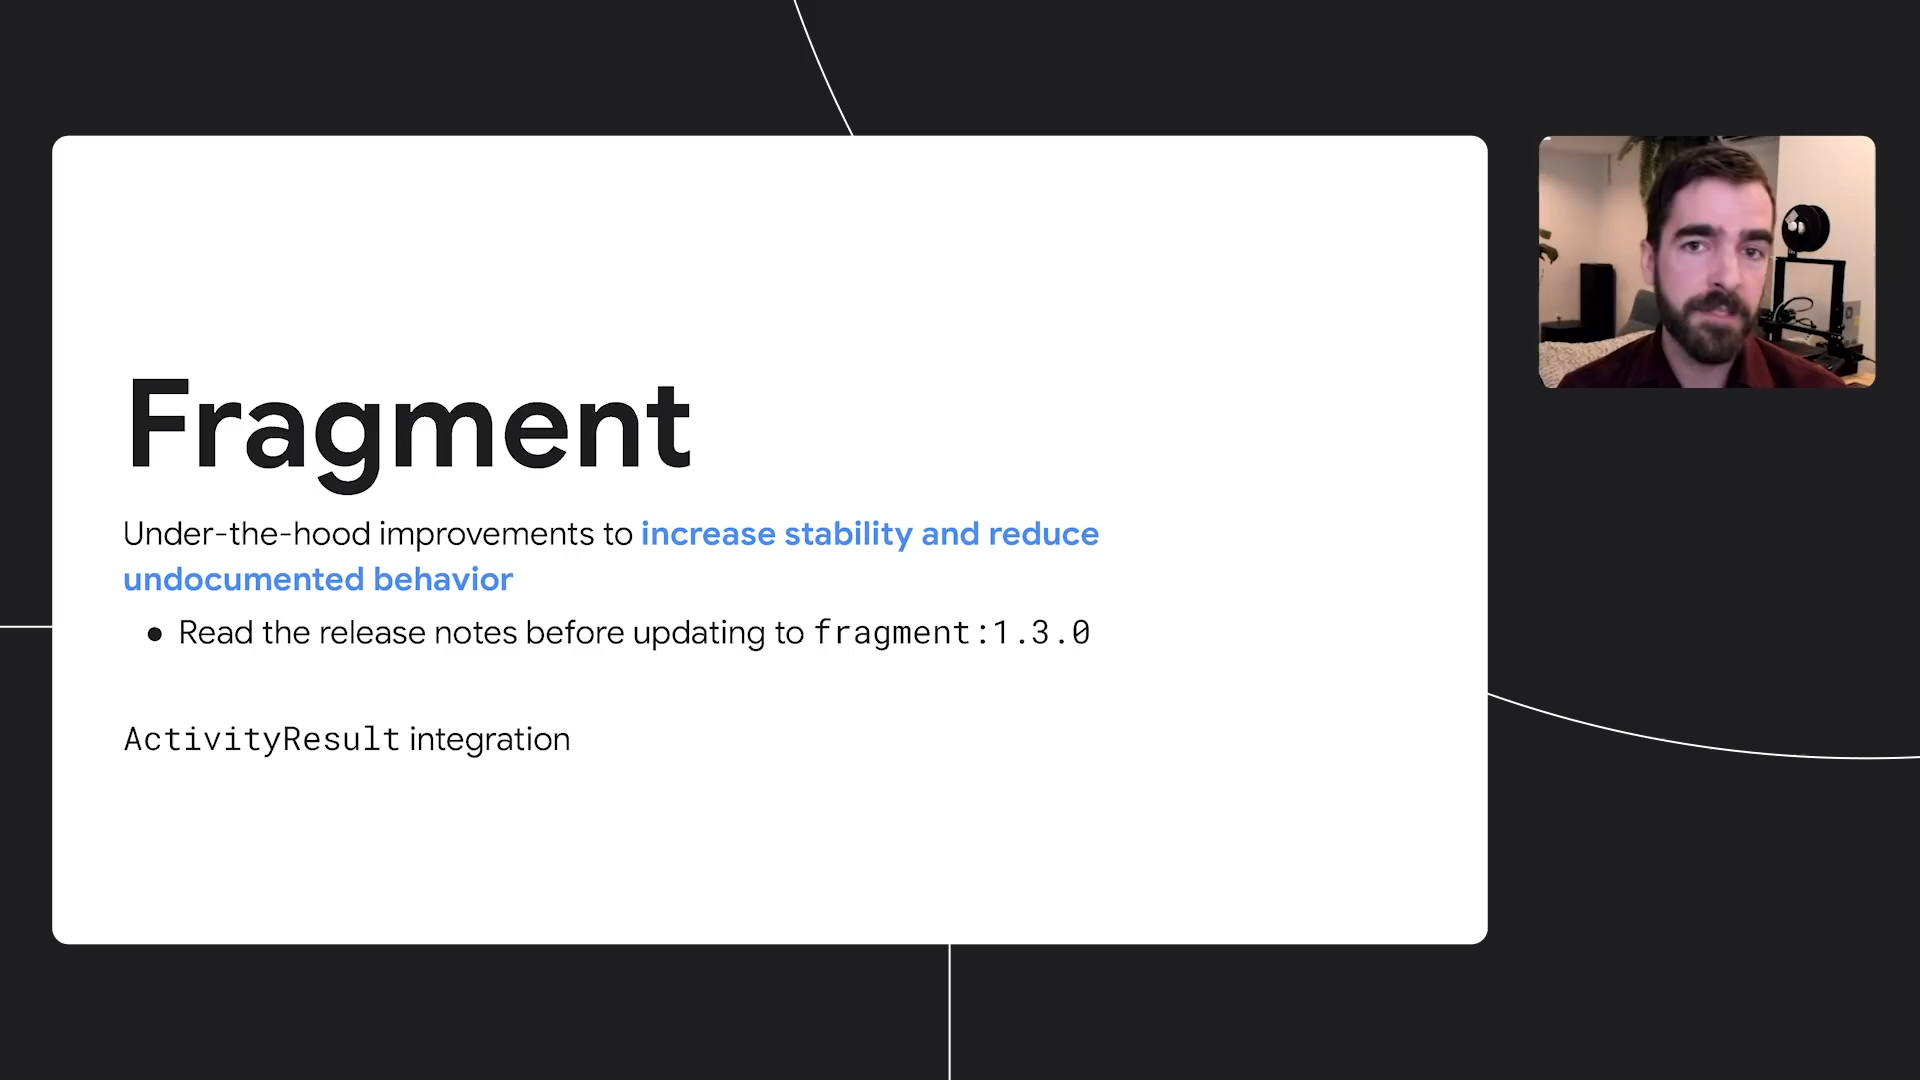 Fragment
Under-the-hood improvements to increase stability and reduce
undocumented behavior
● Read the release notes before updating to fragment:1.3.0
ActivityResult integration